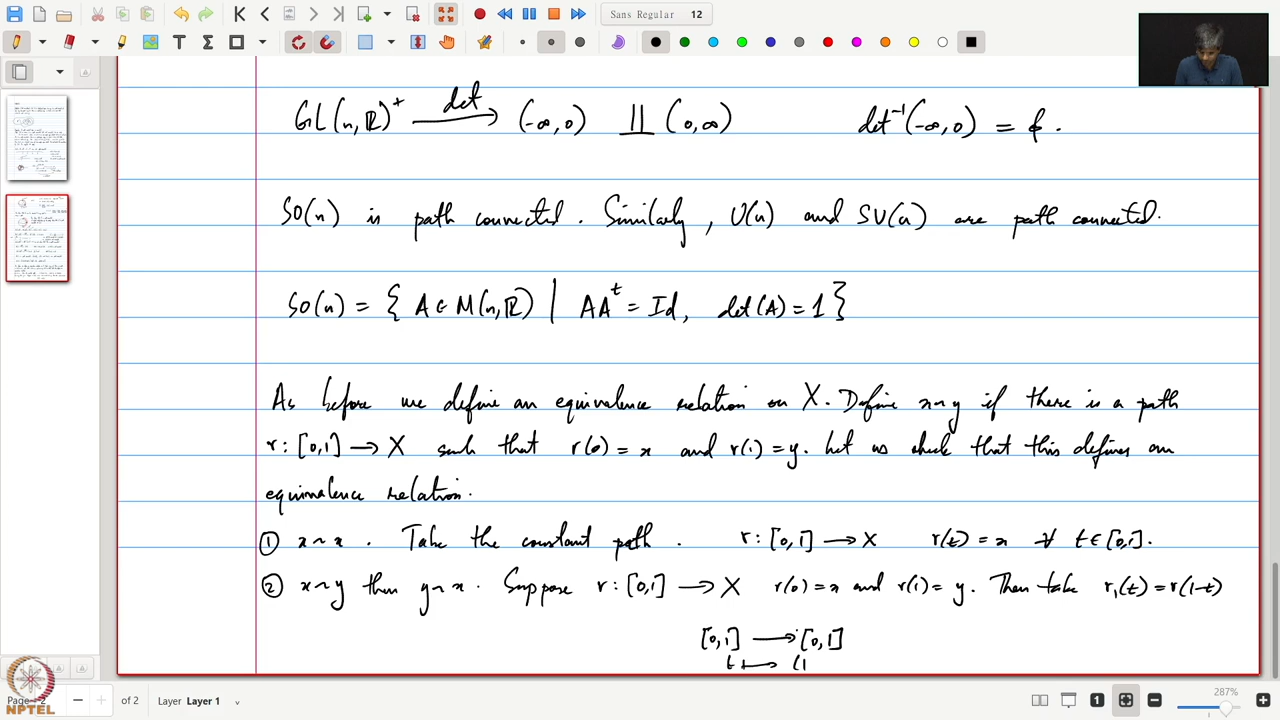 Sans Regular 12
GL(n,ℝ)⁺ —det→ (-∞,0) ∐ (0,∞) det⁻¹(-∞,0) = ϕ.
SO(n) is path connected. Similarly, U(n) and SU(n) are path connected.
SO(n) = { A ∈ M(n,ℝ) | AAᵗ = Id, det(A) = 1 }
As before we define an equivalence relation on X. Define x~y if there is a path
r: [0,1] → X such that r(0) = x and r(1) = y. Let us check that this defines an
equivalence relation.
① x~x. Take the constant path. r: [0,1] → X r(t) = x ∀ t∈[0,1].
② x~y then y~x. Suppose r: [0,1] → X r(0)=x and r(1)=y. Then take r₁(t)=r(1-t)
[0,1] → [0,1]
t ↦ (1
NPTEL
Page 2 of 2 Layer Layer 1 1 287%